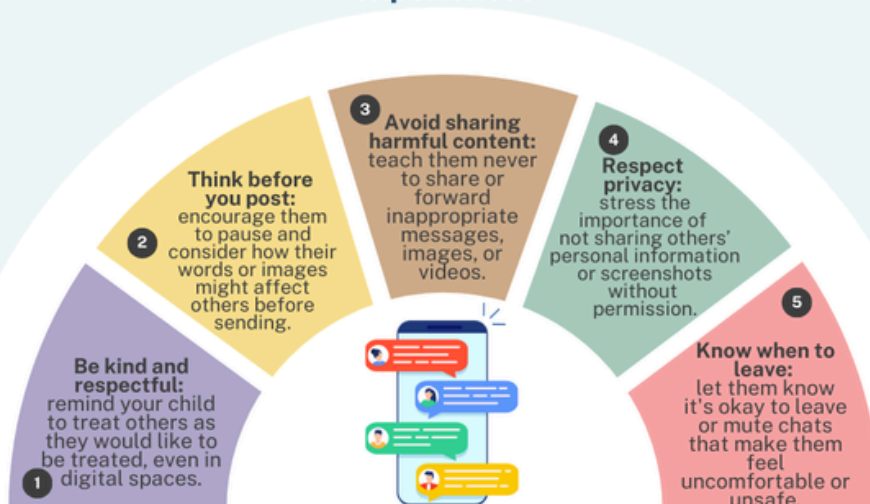 1
Be kind and
respectful:
remind your child
to treat others as
they would like to
be treated, even in
digital spaces.
2
Think before
you post:
encourage them
to pause and
consider how their
words or images
might affect
others before
sending.
3
Avoid sharing
harmful content:
teach them never
to share or
forward
inappropriate
messages,
images, or
videos.
4
Respect
privacy:
stress the
importance of
not sharing others'
personal information
or screenshots
without
permission.
5
Know when to
leave:
let them know
it's okay to leave
or mute chats
that make them
feel
uncomfortable or
unsafe